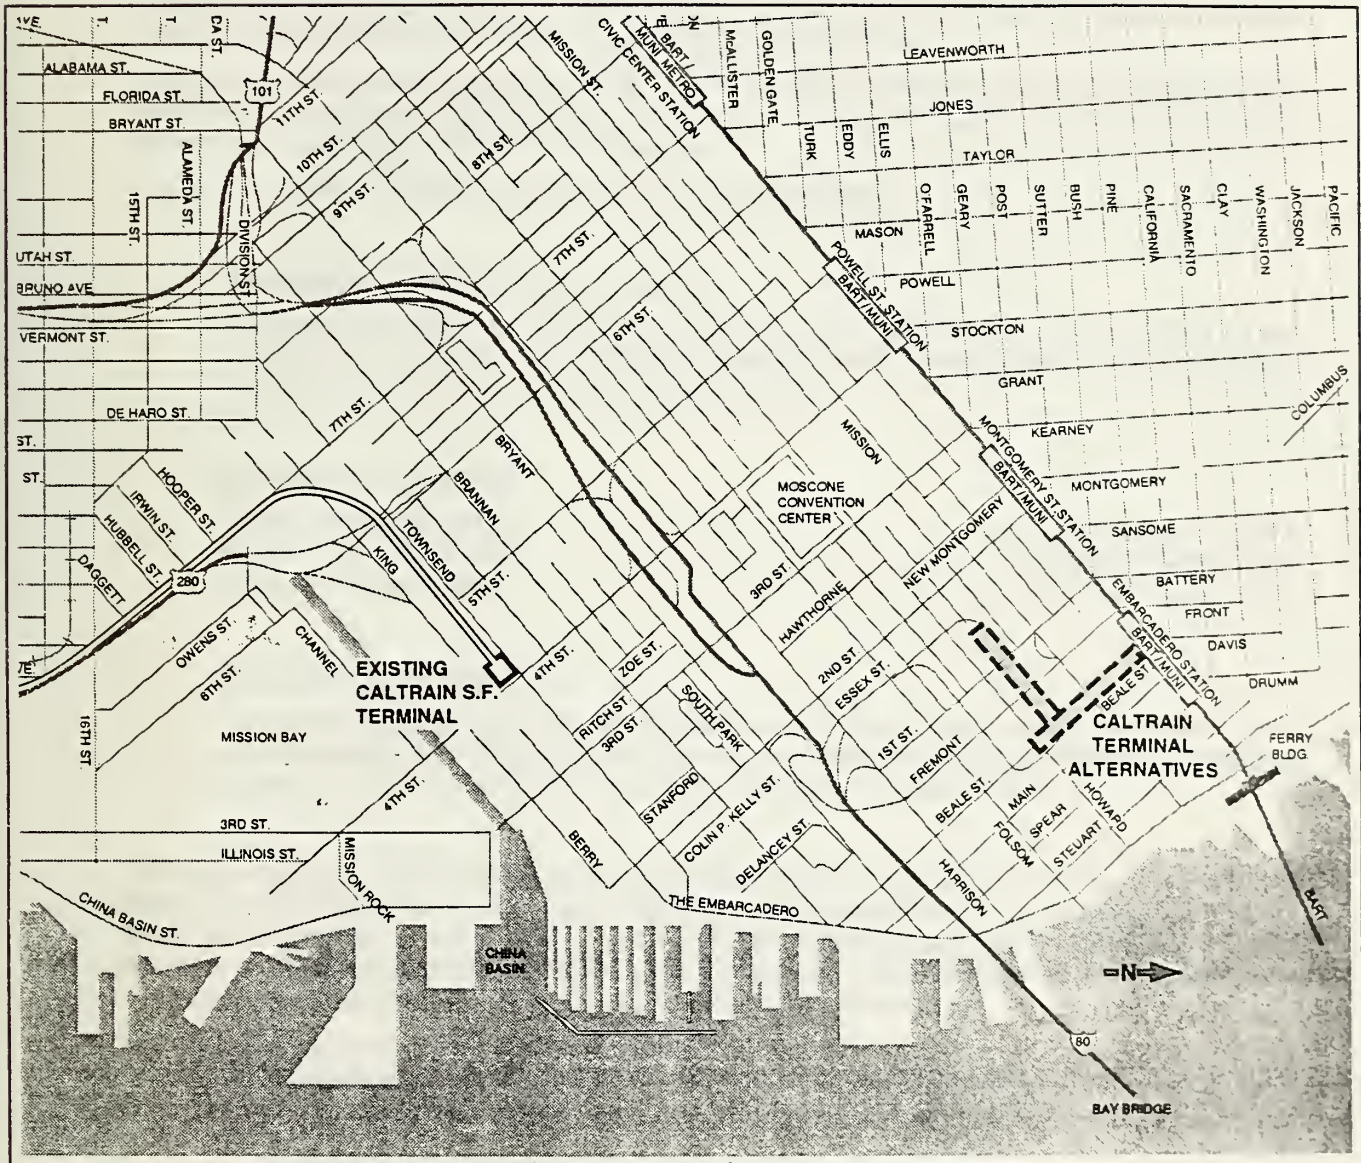 AVE
T
T
DA ST.
ALABAMA ST.
FLORIDA ST.
BRYANT ST.
101
11TH ST.
10TH ST.
9TH ST.
8TH ST.
MISSION ST.
BART /
MUNI METRO
CIVIC CENTER STATION
McALLISTER
GOLDEN GATE
TURK
EDDY
ELLIS
LEAVENWORTH
JONES
TAYLOR
O'FARRELL
GEARY
POST
SUTTER
BUSH
PINE
CALIFORNIA
SACRAMENTO
CLAY
WASHINGTON
JACKSON
PACIFIC
MASON
POWELL
STOCKTON
GRANT
KEARNEY
MONTGOMERY
SANSOME
BATTERY
FRONT
DAVIS
DRUMM
COLUMBUS
ALAMEDA ST.
15TH ST.
DIVISION ST
UTAH ST.
BRUNO AVE
VERMONT ST.
DE HARO ST.
ST.
ST.
7TH ST.
6TH ST.
7TH ST.
POWELL ST. STATION
BART/MUNI
MONTGOMERY ST. STATION
BART/MUNI
EMBARCADERO STATION
BART/MUNI
MISSION
MOSCONE
CONVENTION
CENTER
BRYANT
BRANNAN
TOWNSEND
KING
5TH ST.
4TH ST.
HOOPER ST.
IRWIN ST.
HUBBELL ST.
DAGGETT
280
OWENS ST.
6TH ST.
CHANNEL
16TH ST.
EXISTING
CALTRAIN S.F.
TERMINAL
MISSION BAY
4TH ST.
3RD ST.
ILLINOIS ST.
MISSION ROCK
CHINA BASIN ST.
3RD ST.
HAWTHORNE
NEW MONTGOMERY
2ND ST.
ESSEX ST.
1ST ST.
FREMONT
ZOE ST.
RITCH ST.
3RD ST.
SOUTH PARK
STANFORD
COLIN P. KELLY ST.
DELANCEY ST.
BERRY
THE EMBARCADERO
BEALE ST.
CALTRAIN
TERMINAL
ALTERNATIVES
BEALE ST.
MAIN
SPEAR
STEUART
HOWARD
FOLSOM
HARRISON
FERRY
BLDG.
BART
CHINA
BASIN
N
80
BAY BRIDGE